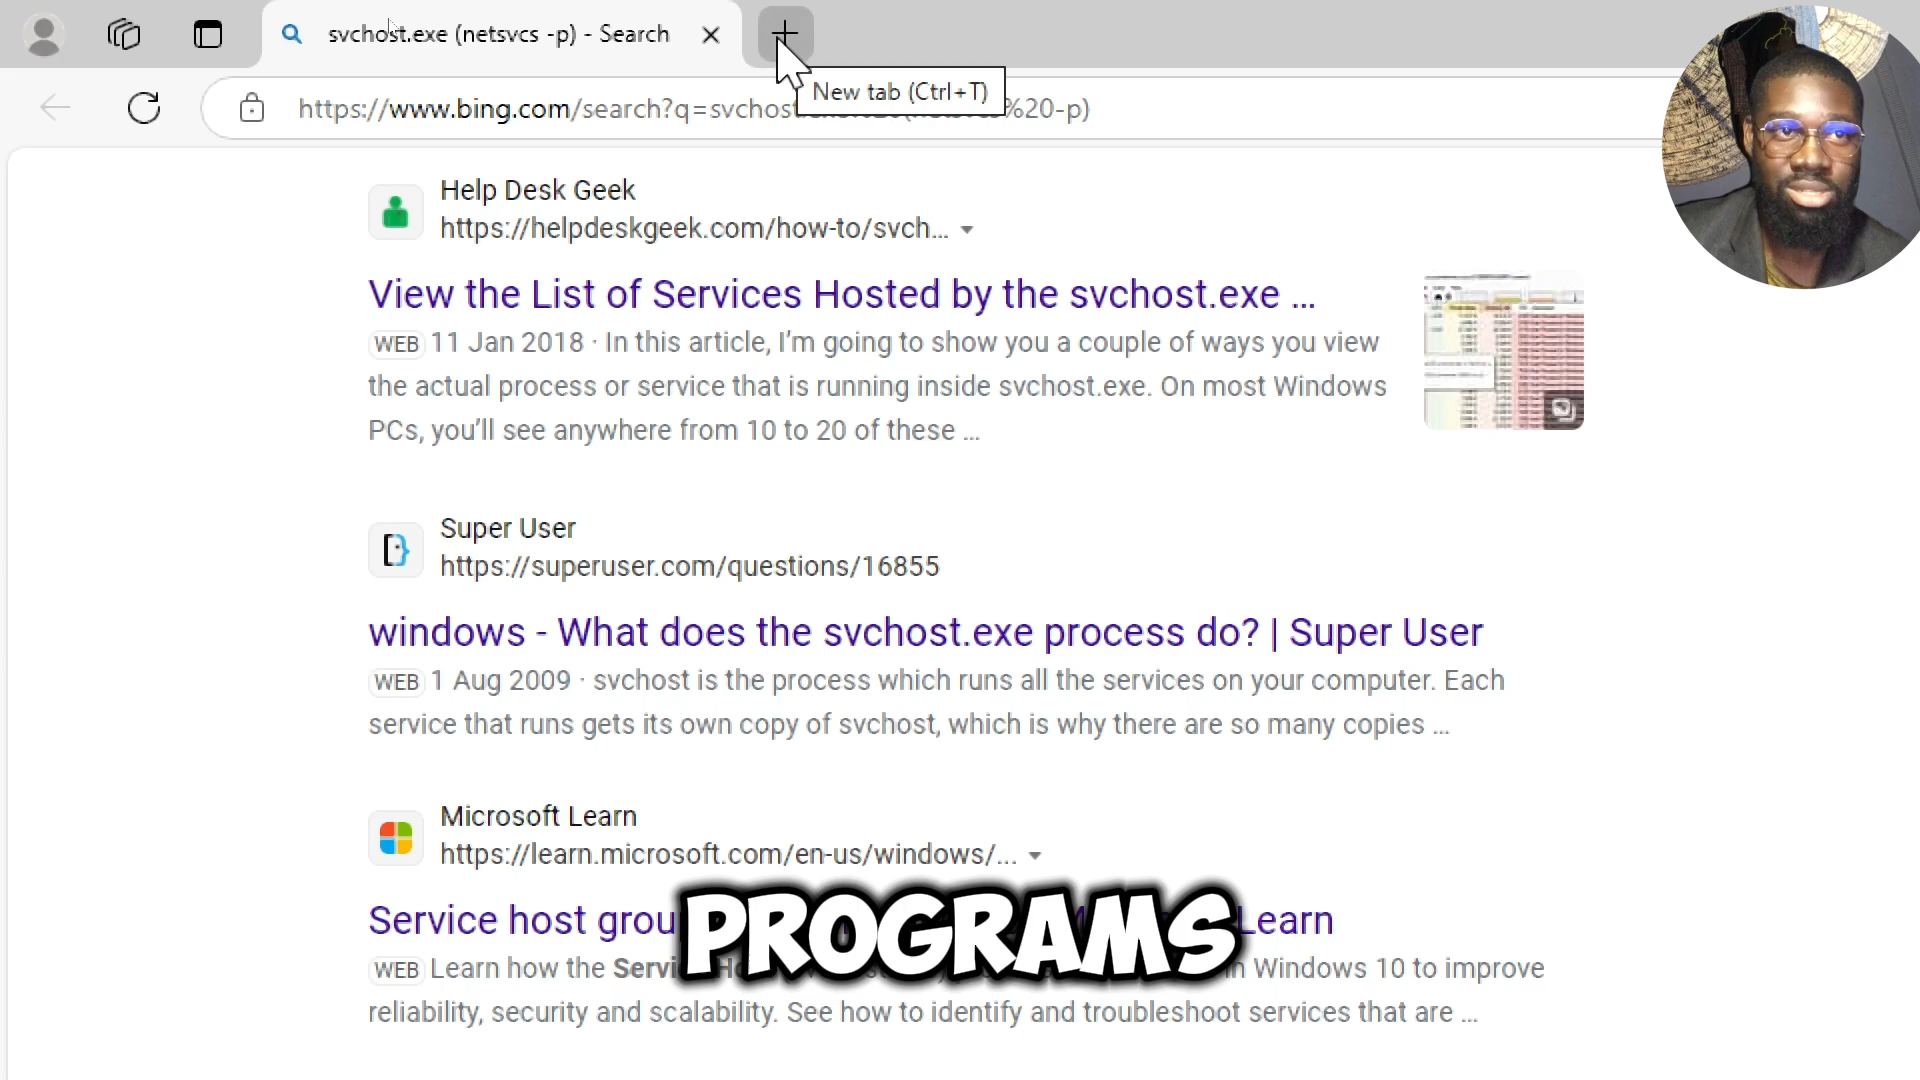 svchost.exe (netsvcs -p) - Search
New tab (Ctrl+T)
https://www.bing.com/search?q=svchost %20-p)
Help Desk Geek
https://helpdeskgeek.com/how-to/svch...
View the List of Services Hosted by the svchost.exe ...
WEB 11 Jan 2018 · In this article, I’m going to show you a couple of ways you view
the actual process or service that is running inside svchost.exe. On most Windows
PCs, you’ll see anywhere from 10 to 20 of these ...
Super User
https://superuser.com/questions/16855
windows - What does the svchost.exe process do? | Super User
WEB 1 Aug 2009 · svchost is the process which runs all the services on your computer. Each
service that runs gets its own copy of svchost, which is why there are so many copies ...
Microsoft Learn
https://learn.microsoft.com/en-us/windows/...
Service host Learn
PROGRAMS
WEB Learn how the in Windows 10 to improve
reliability, security and scalability. See how to identify and troubleshoot services that are ...